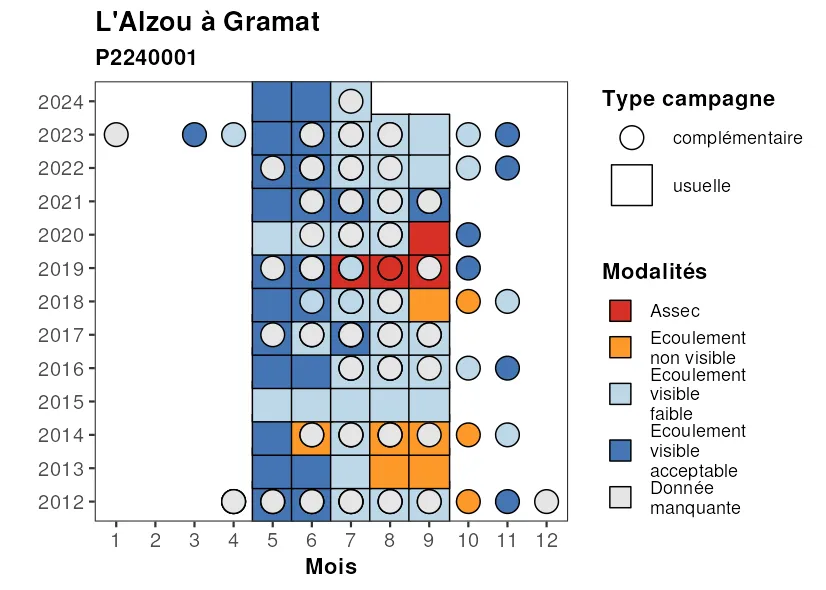 L'Alzou à Gramat
P2240001
2024
2023
2022
2021
2020
2019
2018
2017
2016
2015
2014
2013
2012
1 2 3 4 5 6 7 8 9 10 11 12
Mois
Type campagne
complémentaire
usuelle
Modalités
Assec
Ecoulement
non visible
Ecoulement
visible
faible
Ecoulement
visible
acceptable
Donnée
manquante